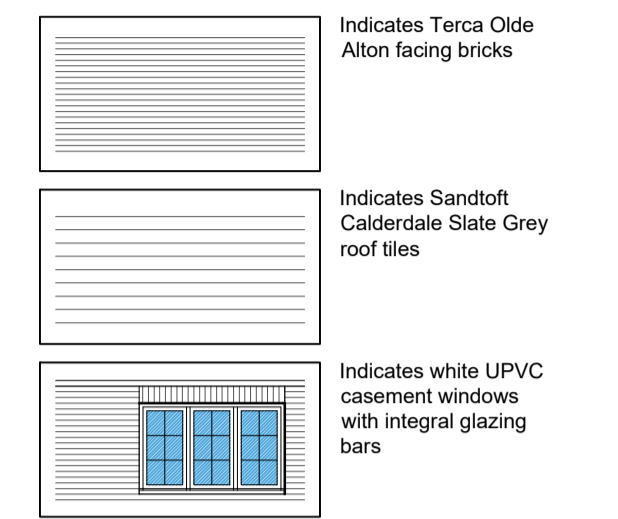 Indicates Terca Olde
Alton facing bricks
Indicates Sandtoft
Calderdale Slate Grey
roof tiles
Indicates white UPVC
casement windows
with integral glazing
bars